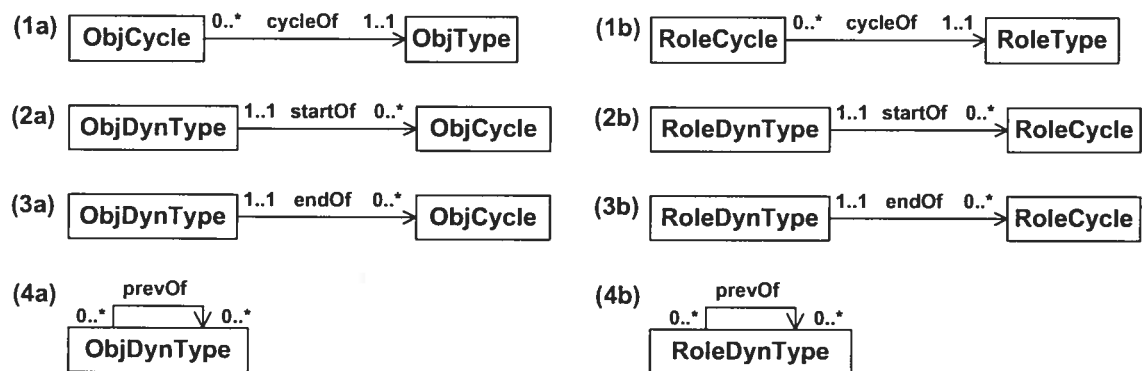 (1a) ObjCycle 0..* cycleOf 1..1 ObjType
(1b) RoleCycle 0..* cycleOf 1..1 RoleType
(2a) ObjDynType 1..1 startOf 0..* ObjCycle
(2b) RoleDynType 1..1 startOf 0..* RoleCycle
(3a) ObjDynType 1..1 endOf 0..* ObjCycle
(3b) RoleDynType 1..1 endOf 0..* RoleCycle
(4a) prevOf
0..* 0..*
ObjDynType
(4b) prevOf
0..* 0..*
RoleDynType